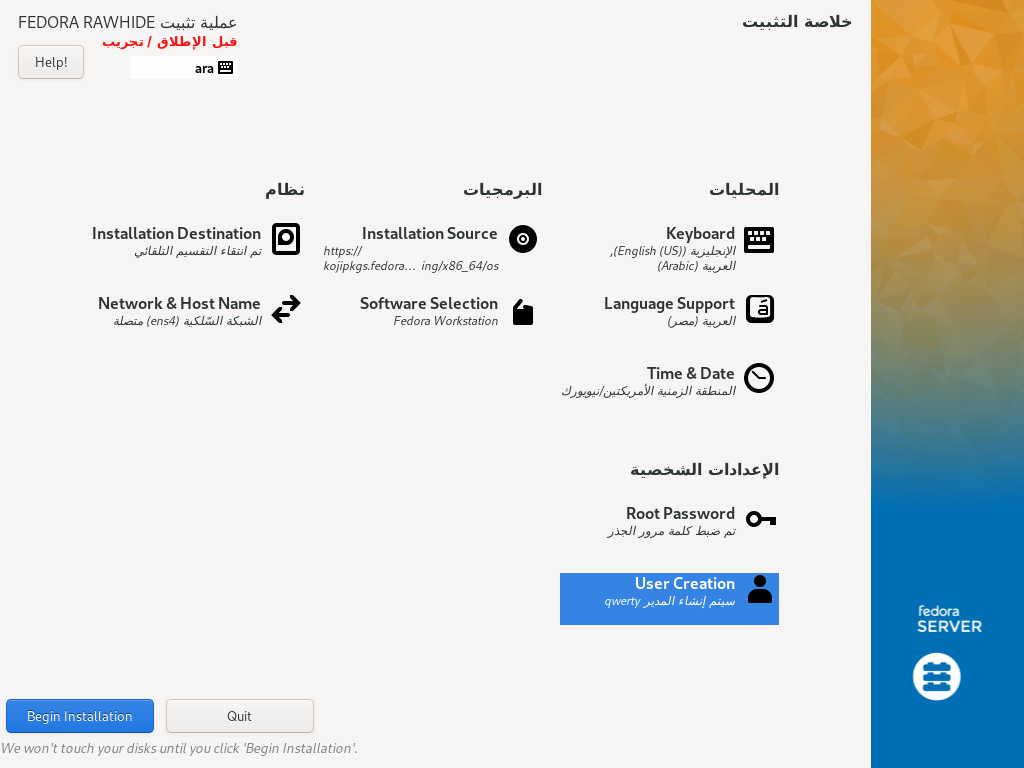 خلاصة التثبيت
عملية تثبيت FEDORA RAWHIDE
قبل الإطلاق / تجريب
Help!
ara
المحليات
Keyboard
الإنجليزية (English (US)),
العربية (Arabic)
Language Support
العربية (مصر)
Time & Date
المنطقة الزمنية الأمريكتين/نيويورك
البرمجيات
Installation Source
https://
kojipkgs.fedora… ing/x86_64/os
Software Selection
Fedora Workstation
نظام
Installation Destination
تم انتقاء التقسيم التلقائي
Network & Host Name
الشبكة السّلكية (ens4) متصلة
الإعدادات الشخصية
Root Password
تم ضبط كلمة مرور الجذر
User Creation
سيتم إنشاء المدير qwerty
fedora
SERVER
Begin Installation
Quit
We won't touch your disks until you click 'Begin Installation'.